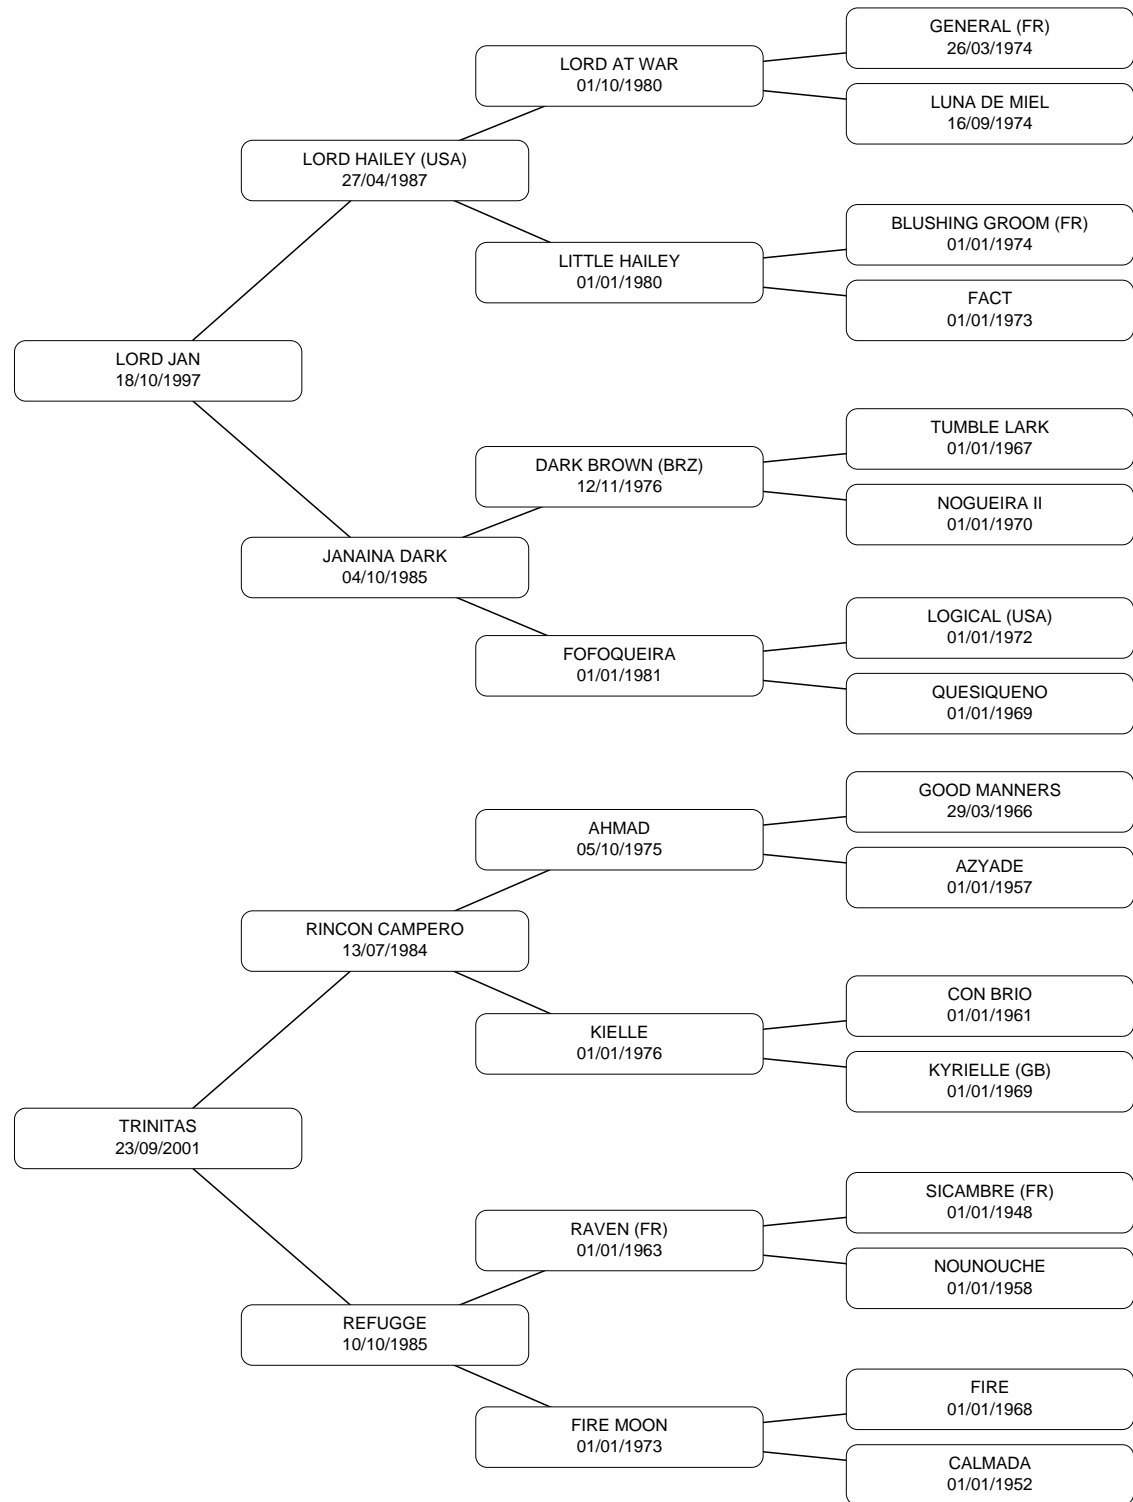 GENERAL (FR)
26/03/1974
LORD AT WAR
01/10/1980
LUNA DE MIEL
16/09/1974
LORD HAILEY (USA)
27/04/1987
BLUSHING GROOM (FR)
01/01/1974
LITTLE HAILEY
01/01/1980
FACT
01/01/1973
LORD JAN
18/10/1997
TUMBLE LARK
01/01/1967
DARK BROWN (BRZ)
12/11/1976
NOGUEIRA II
01/01/1970
JANAINA DARK
04/10/1985
LOGICAL (USA)
01/01/1972
FOFOQUEIRA
01/01/1981
QUESIQUENO
01/01/1969
GOOD MANNERS
29/03/1966
AHMAD
05/10/1975
AZYADE
01/01/1957
RINCON CAMPERO
13/07/1984
CON BRIO
01/01/1961
KIELLE
01/01/1976
KYRIELLE (GB)
01/01/1969
TRINITAS
23/09/2001
SICAMBRE (FR)
01/01/1948
RAVEN (FR)
01/01/1963
NOUNOUCHE
01/01/1958
REFUGGE
10/10/1985
FIRE
01/01/1968
FIRE MOON
01/01/1973
CALMADA
01/01/1952